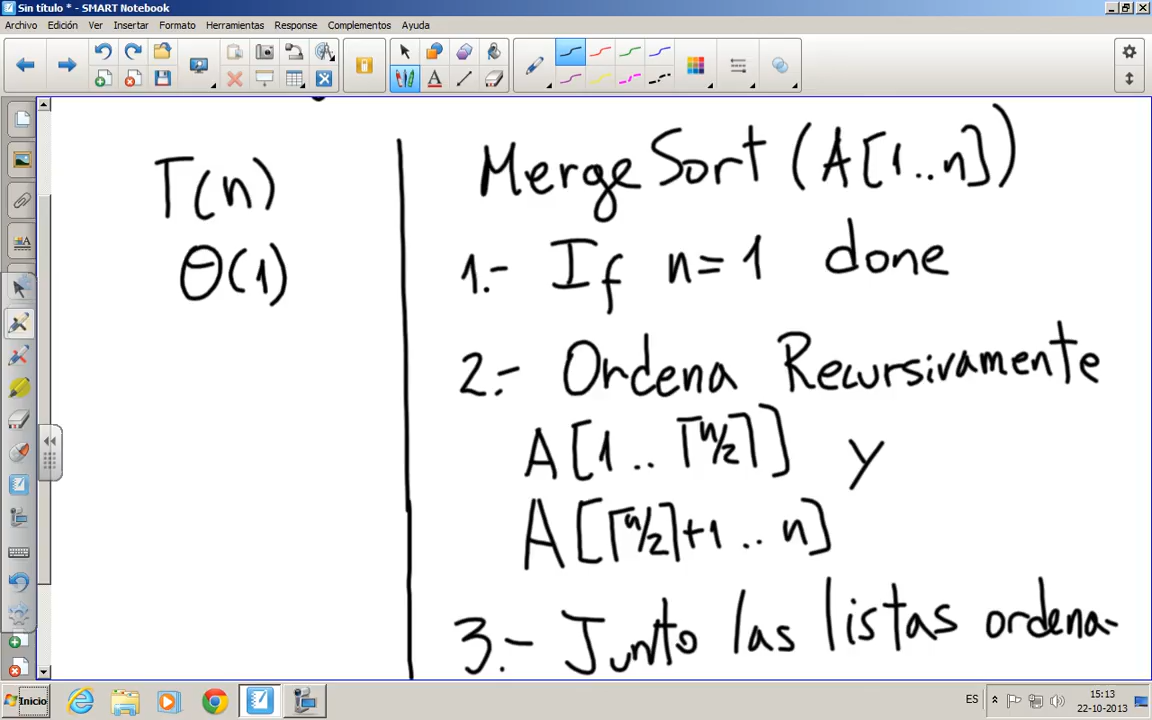 Sin título * - SMART Notebook
Archivo Edición Ver Insertar Formato Herramientas Response Complementos Ayuda
T(n)
Θ(1)
MergeSort (A[1..n])
1.- If n=1 done
2.- Ordena Recursivamente
A[1..⌈n/2⌉] y
A[⌈n/2⌉+1..n]
3.- Junto las listas ordena-
Inicio
ES
15:13
22-10-2013